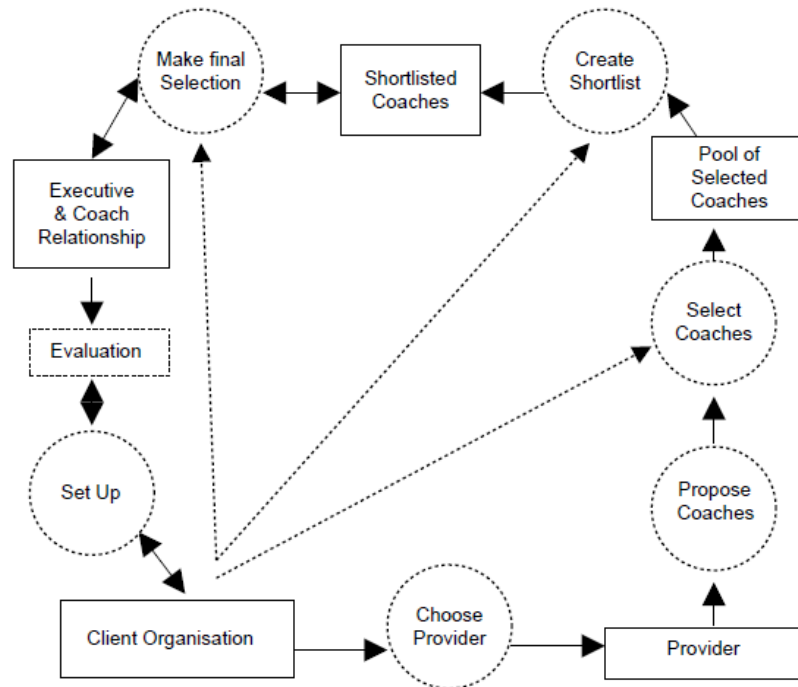 Make final
Selection
Shortlisted
Coaches
Create
Shortlist
Pool of
Selected
Coaches
Executive
& Coach
Relationship
Select
Coaches
Evaluation
Set Up
Propose
Coaches
Client Organisation
Choose
Provider
Provider